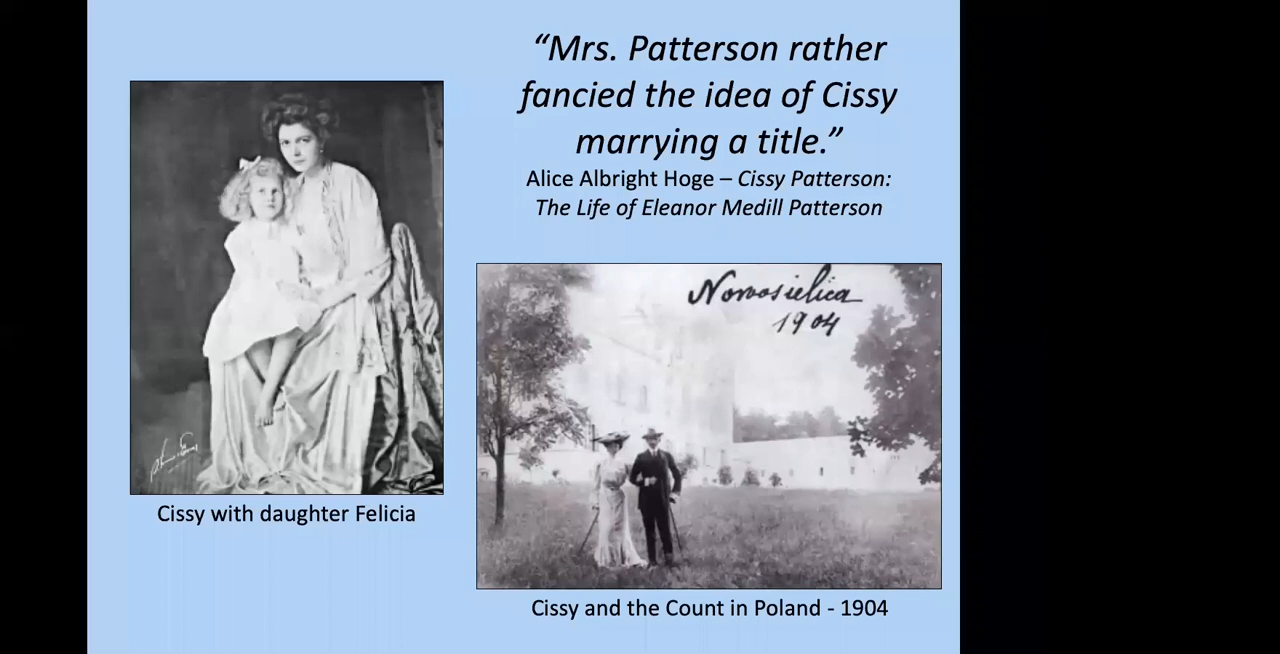 “Mrs. Patterson rather
fancied the idea of Cissy
marrying a title.”
Alice Albright Hoge – Cissy Patterson:
The Life of Eleanor Medill Patterson
Cissy with daughter Felicia
Nowosielica
1904
Cissy and the Count in Poland - 1904